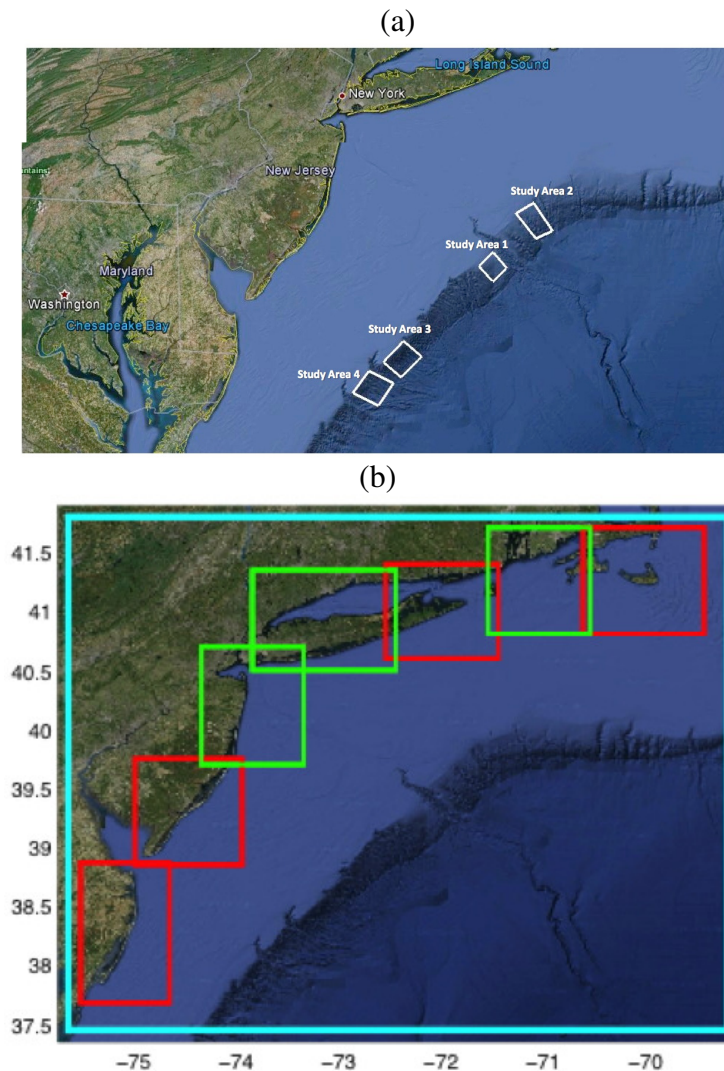 (a)
Long Island Sound
New York
New Jersey
Study Area 2
Study Area 1
Maryland
Washington
Chesapeake Bay
Study Area 3
Study Area 4
(b)
41.5
41
40.5
40
39.5
39
38.5
38
37.5
−75
−74
−73
−72
−71
−70